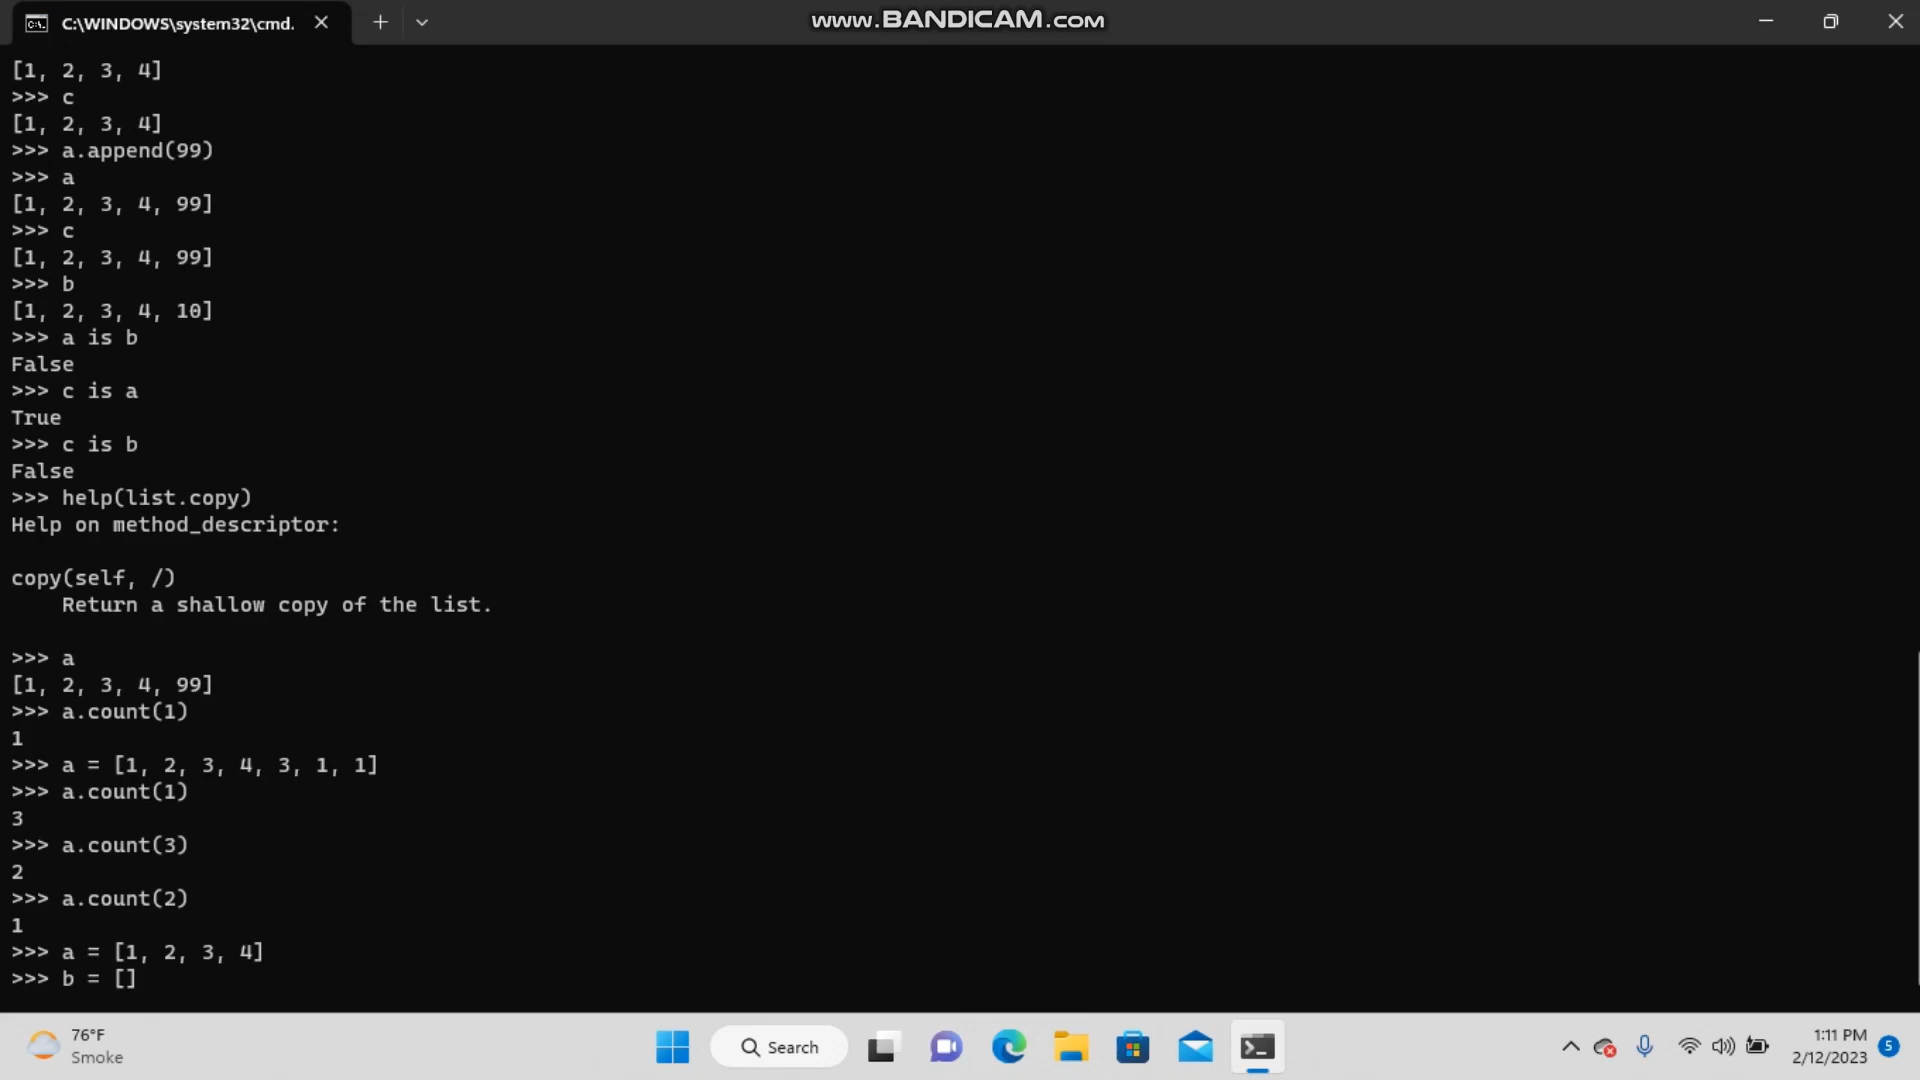 C:\WINDOWS\system32\cmd.
www.BANDICAM.com
[1, 2, 3, 4]
>>> c
[1, 2, 3, 4]
>>> a.append(99)
>>> a
[1, 2, 3, 4, 99]
>>> c
[1, 2, 3, 4, 99]
>>> b
[1, 2, 3, 4, 10]
>>> a is b
False
>>> c is a
True
>>> c is b
False
>>> help(list.copy)
Help on method_descriptor:
copy(self, /)
    Return a shallow copy of the list.
>>> a
[1, 2, 3, 4, 99]
>>> a.count(1)
1
>>> a = [1, 2, 3, 4, 3, 1, 1]
>>> a.count(1)
3
>>> a.count(3)
2
>>> a.count(2)
1
>>> a = [1, 2, 3, 4]
>>> b = []
76°F
Smoke
Search
1:11 PM
2/12/2023
5